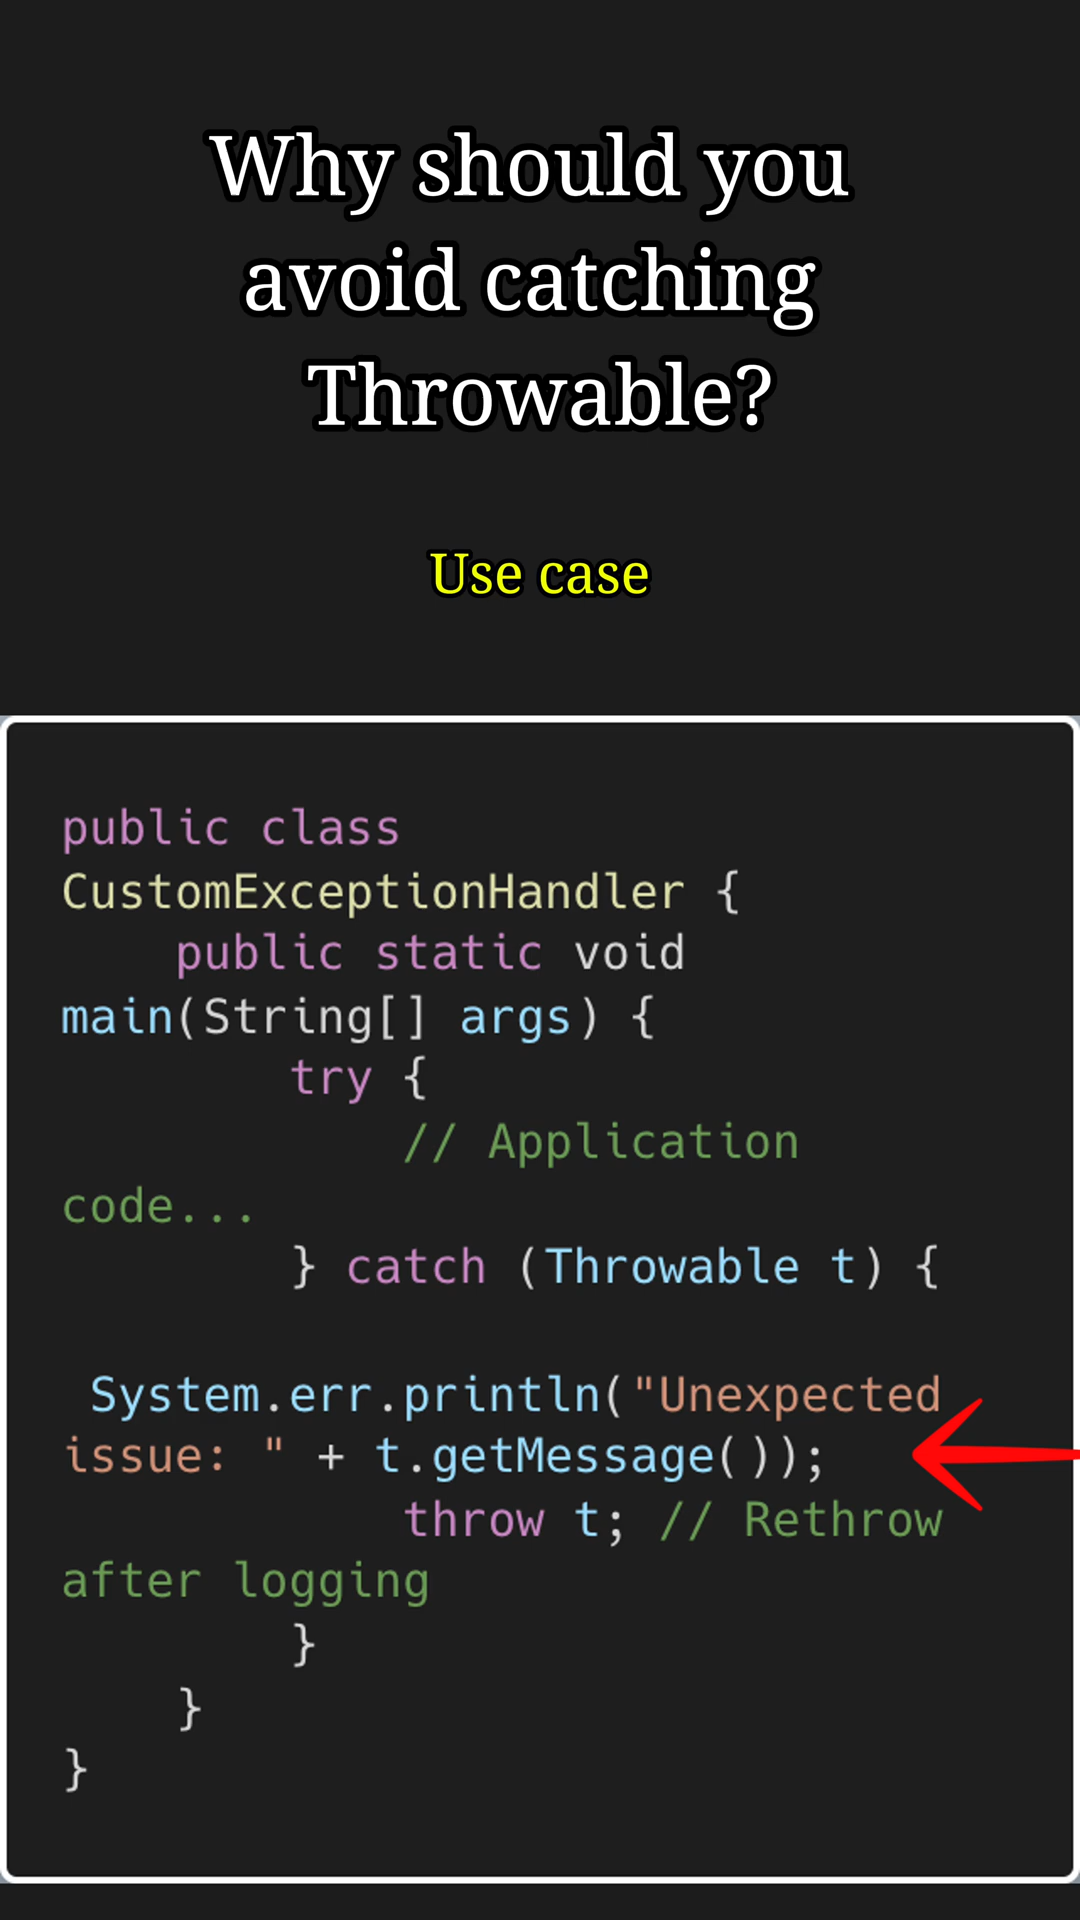 Why should you
avoid catching
Throwable?
Use case
public class
CustomExceptionHandler {
    public static void
main(String[] args) {
        try {
            // Application
code...
        } catch (Throwable t) {
 System.err.println("Unexpected
issue: " + t.getMessage());
            throw t; // Rethrow
after logging
        }
    }
}